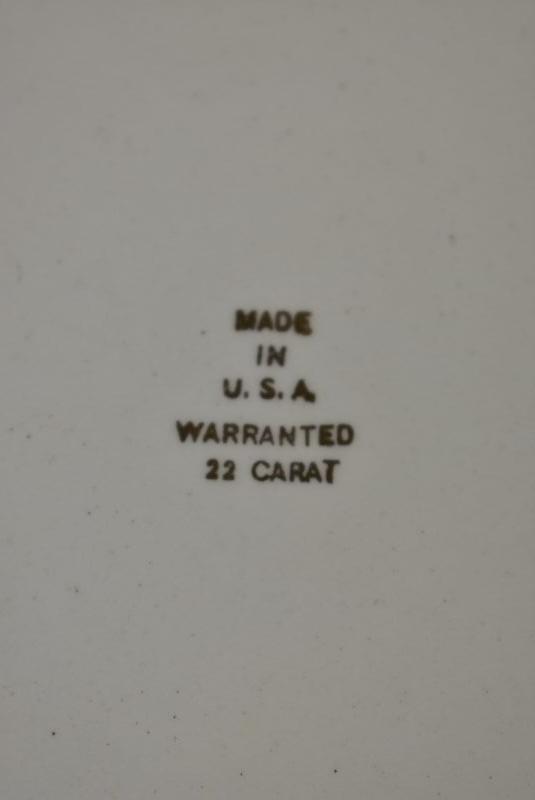 MADE
IN
U. S. A.
WARRANTED
22 CARAT